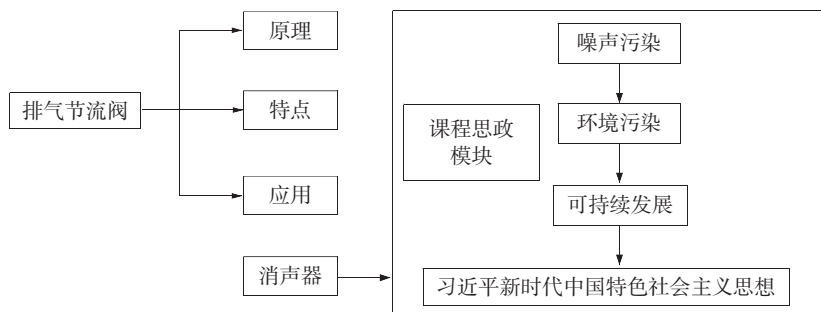 排气节流阀
原理
特点
应用
消声器
课程思政
模块
噪声污染
环境污染
可持续发展
习近平新时代中国特色社会主义思想